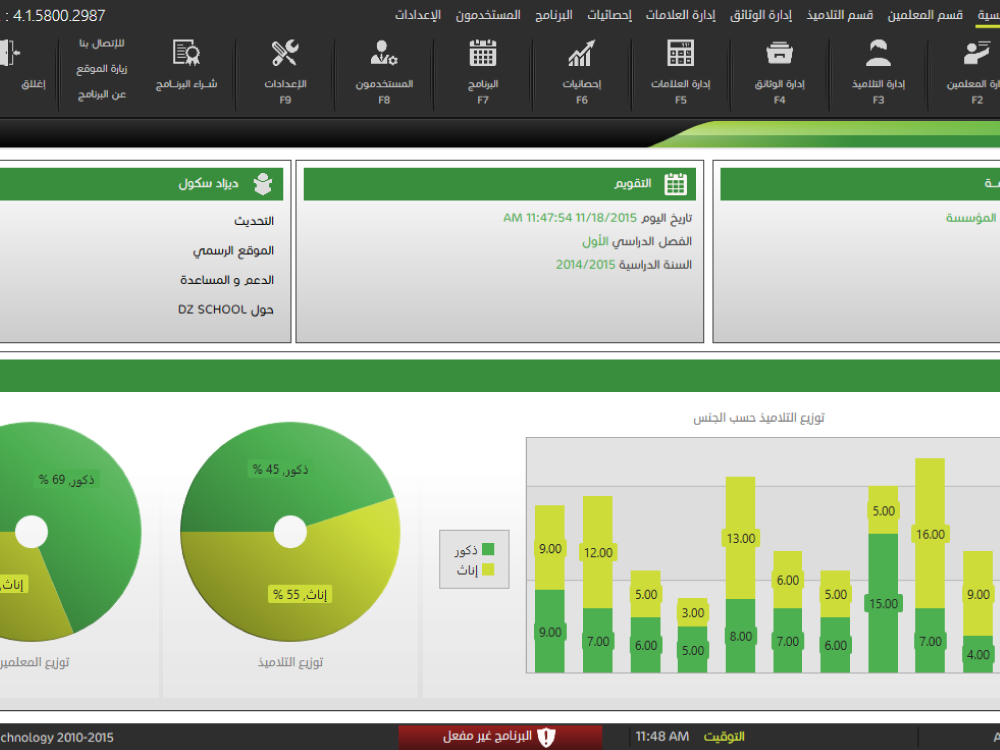 : 4.1.5800.2987
قسم المعلمين قسم التلاميذ إدارة الوثائق إدارة العلامات إحصائيات البرنامج المستخدمون الإعدادات
المعلمين
F2
إدارة التلاميذ
F3
إدارة الوثائق
F4
إدارة العلامات
F5
إحصائيات
F6
البرنامج
F7
المستخدمون
F8
الإعدادات
F9
شراء البرنامج
للإتصال بنا
زيارة الموقع
عن البرنامج
إغلاق
المؤسسة
التقويم
تاريخ اليوم 11/18/2015 11:47:54 AM
الفصل الدراسي الأول
السنة الدراسية 2014/2015
ديزاد سكول
التحديث
الموقع الرسمي
الدعم و المساعدة
حول DZ SCHOOL
توزيع التلاميذ حسب الجنس
9.00 12.00 5.00 3.00 13.00 6.00 5.00 5.00 16.00 9.00
9.00 7.00 6.00 5.00 8.00 7.00 6.00 15.00 7.00 4.00
ذكور
إناث
ذكور, 45 %
إناث, 55 %
توزيع التلاميذ
ذكور, 69 %
إناث,
توزيع المعلمين
التوقيت 11:48 AM
البرنامج غير مفعل
chnology 2010-2015